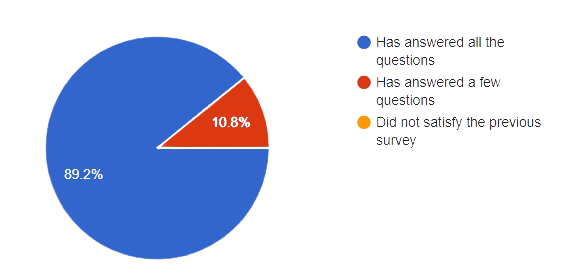 Has answered all the
questions
Has answered a few
questions
Did not satisfy the previous
survey
10.8%
89.2%